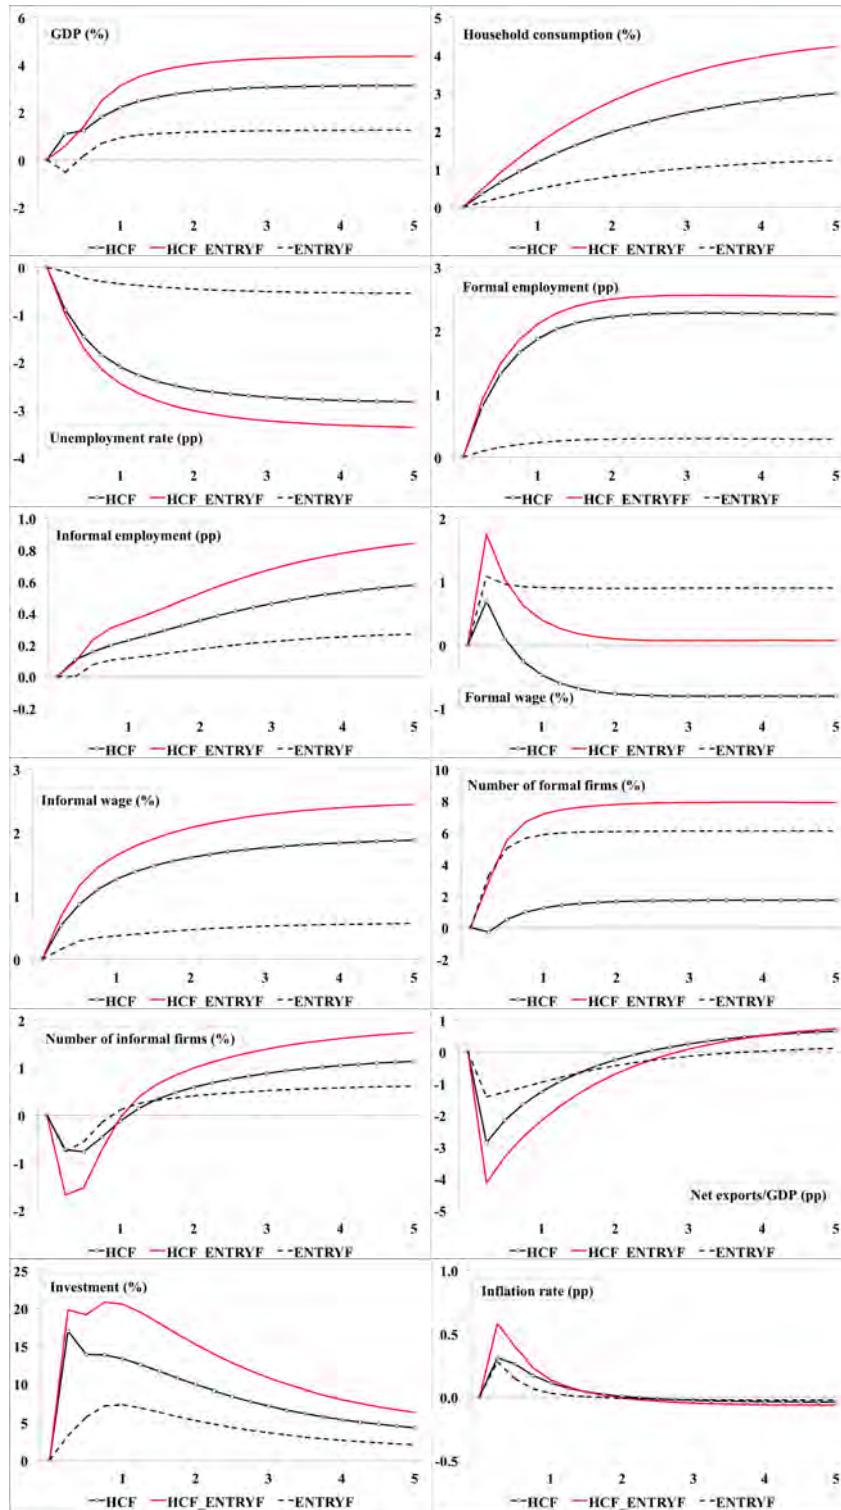 GDP (%)
6
4
2
0
-2
1 2 3 4 5
HCF HCF_ENTRYF ENTRYF
Household consumption (%)
5
4
3
2
1
0
1 2 3 4 5
HCF HCF_ENTRYF ENTRYF
0
-1
-2
-3
-4
Unemployment rate (pp)
1 2 3 4 5
HCF HCF_ENTRYF ENTRYF
3
Formal employment (pp)
2
1
0
1 2 3 4 5
HCF HCF_ENTRYFF ENTRYF
1.0
Informal employment (pp)
0.8
0.6
0.4
0.2
0.0
-0.2
1 2 3 4 5
HCF HCF_ENTRYF ENTRYF
2
1
0
-1
Formal wage (%)
1 2 3 4 5
HCF HCF_ENTRYF ENTRYF
3
Informal wage (%)
2
1
0
1 2 3 4 5
HCF HCF_ENTRYF ENTRYF
10
Number of formal firms (%)
8
6
4
2
0
-2
1 2 3 4 5
HCF HCF_ENTRYF ENTRYF
2
Number of informal firms (%)
1
0
-1
-2
1 2 3 4 5
HCF HCF_ENTRYF ENTRYF
1
0
-1
-2
-3
-4
-5
Net exports/GDP (pp)
1 2 3 4 5
HCF HCF_ENTRYF ENTRYF
25
Investment (%)
20
15
10
5
0
1 2 3 4 5
HCF HCF_ENTRYF ENTRYF
1.0
Inflation rate (pp)
0.5
0.0
-0.5
1 2 3 4 5
HCF HCF_ENTRYF ENTRYF